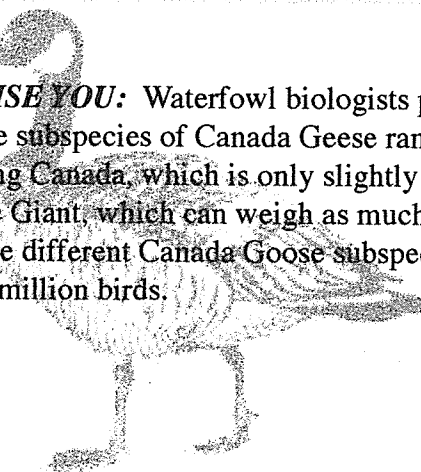 ISE YOU: Waterfowl biologists p
e subspecies of Canada Geese ran
ng Canada, which is only slightly
e Giant, which can weigh as much
e different Canada Goose subspec
million birds.